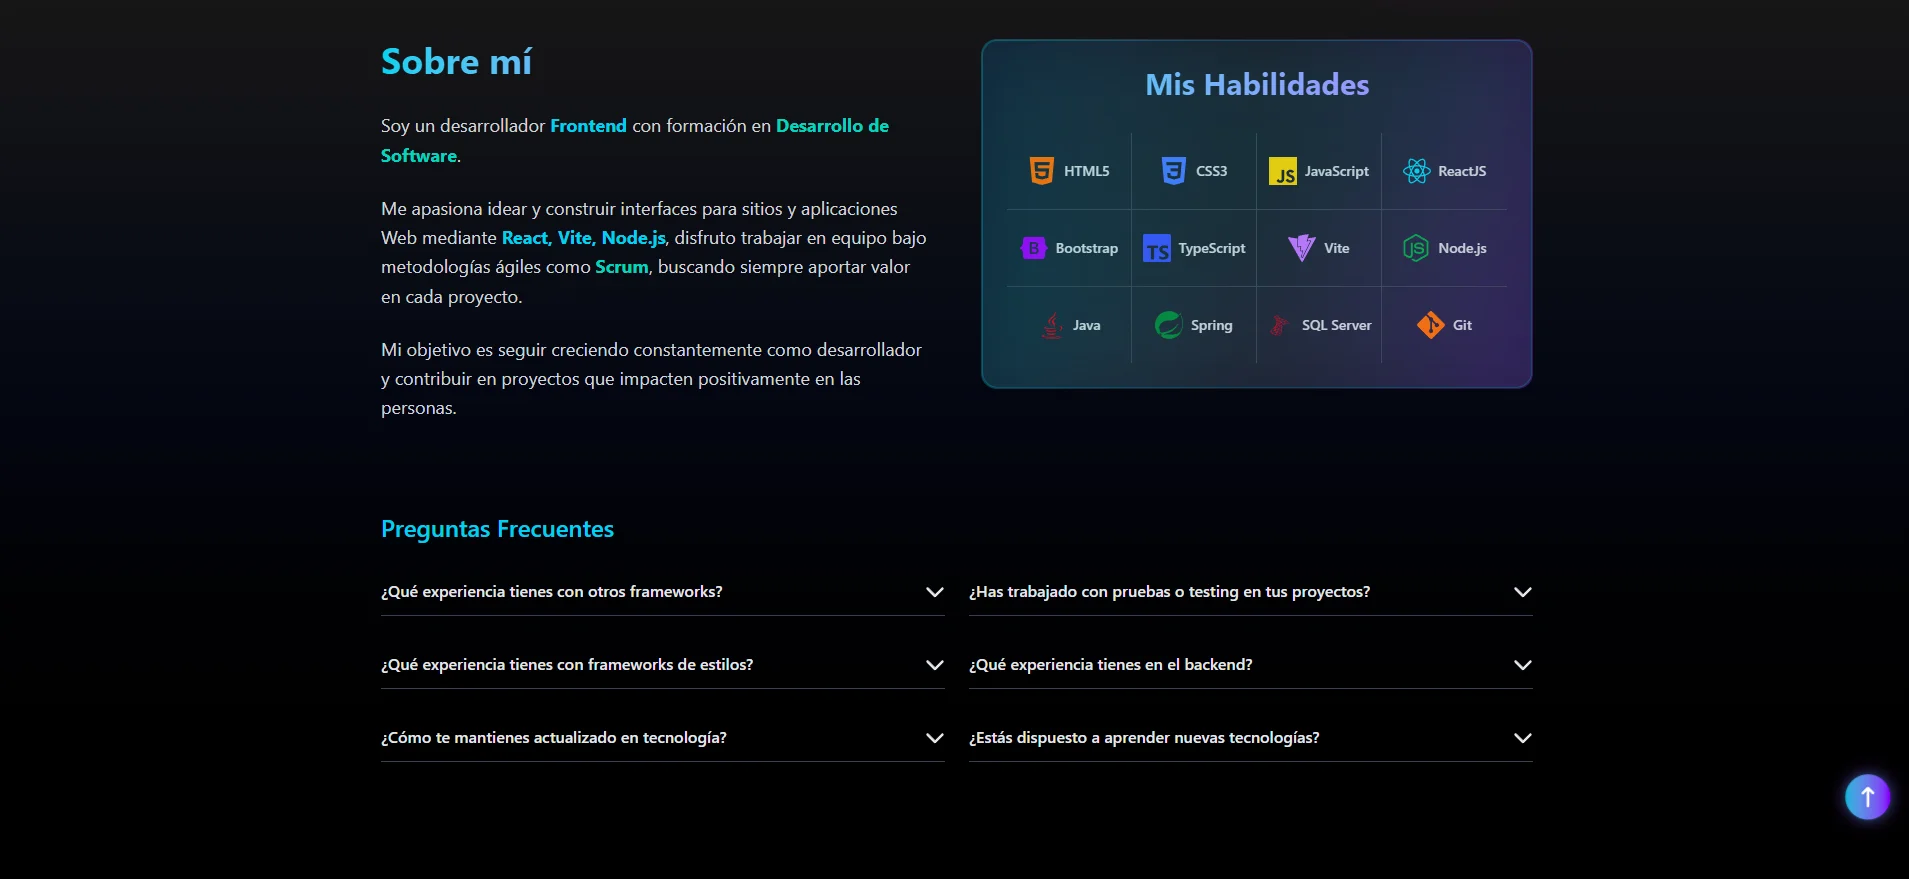 Sobre mí
Soy un desarrollador Frontend con formación en Desarrollo de
Software.
Me apasiona idear y construir interfaces para sitios y aplicaciones
Web mediante React, Vite, Node.js, disfruto trabajar en equipo bajo
metodologías ágiles como Scrum, buscando siempre aportar valor
en cada proyecto.
Mi objetivo es seguir creciendo constantemente como desarrollador
y contribuir en proyectos que impacten positivamente en las
personas.
Mis Habilidades
5 HTML5
3 CSS3
JS JavaScript
ReactJS
B Bootstrap
TS TypeScript
Vite
JS Node.js
Java
Spring
SQL Server
Git
Preguntas Frecuentes
¿Qué experiencia tienes con otros frameworks?
¿Has trabajado con pruebas o testing en tus proyectos?
¿Qué experiencia tienes con frameworks de estilos?
¿Qué experiencia tienes en el backend?
¿Cómo te mantienes actualizado en tecnología?
¿Estás dispuesto a aprender nuevas tecnologías?